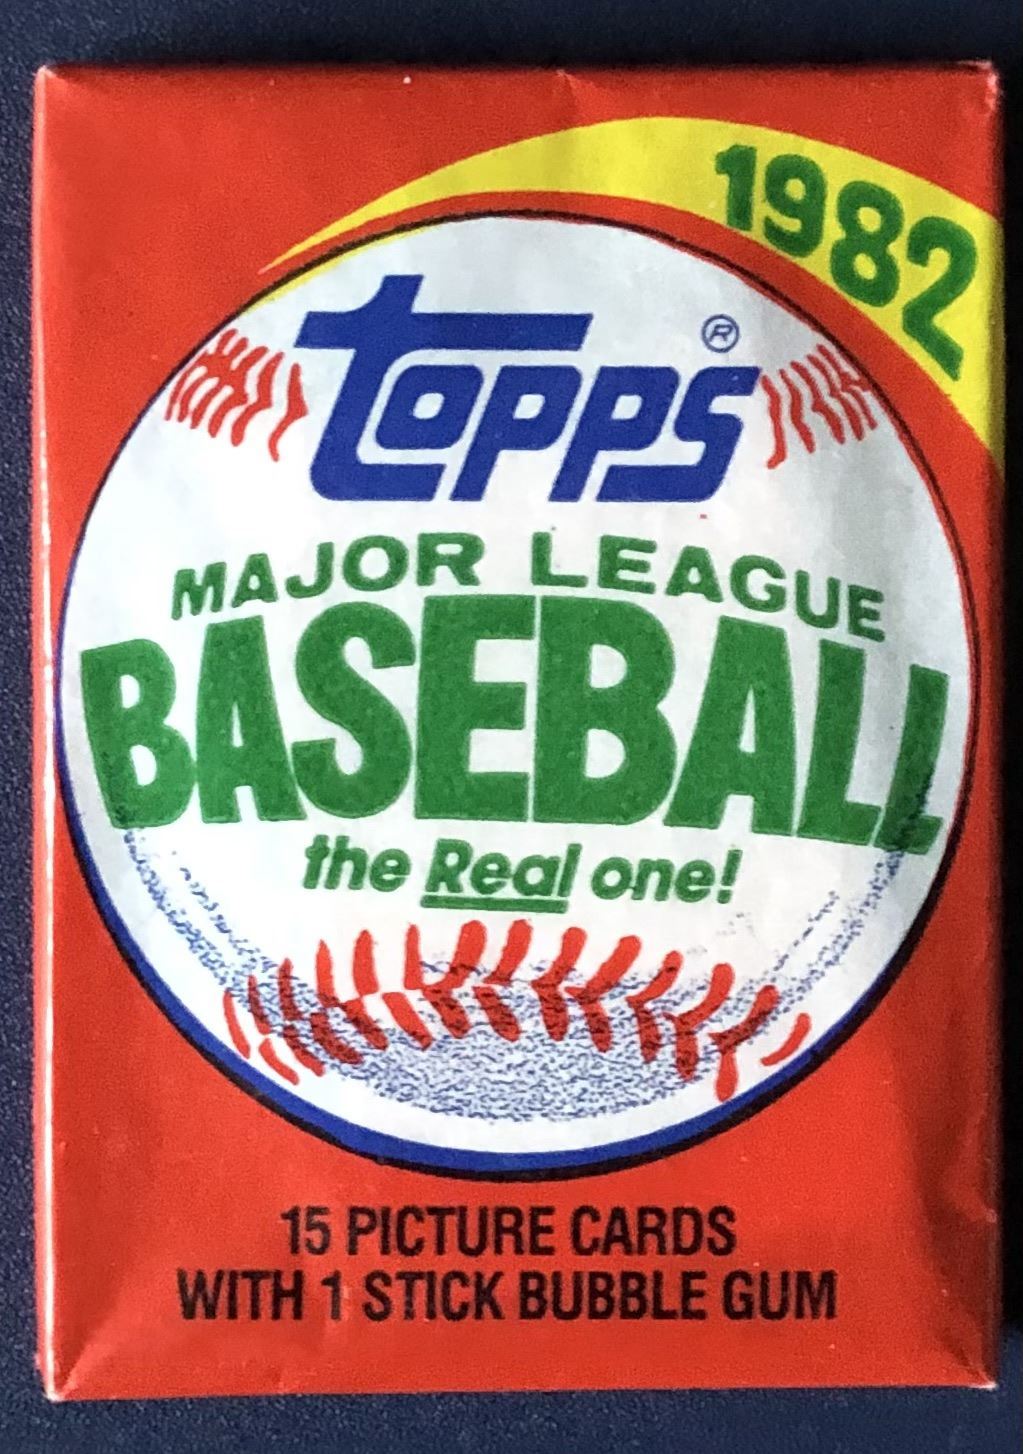 1982
topps ®
MAJOR LEAGUE
BASEBALL
the Real one!
15 PICTURE CARDS
WITH 1 STICK BUBBLE GUM